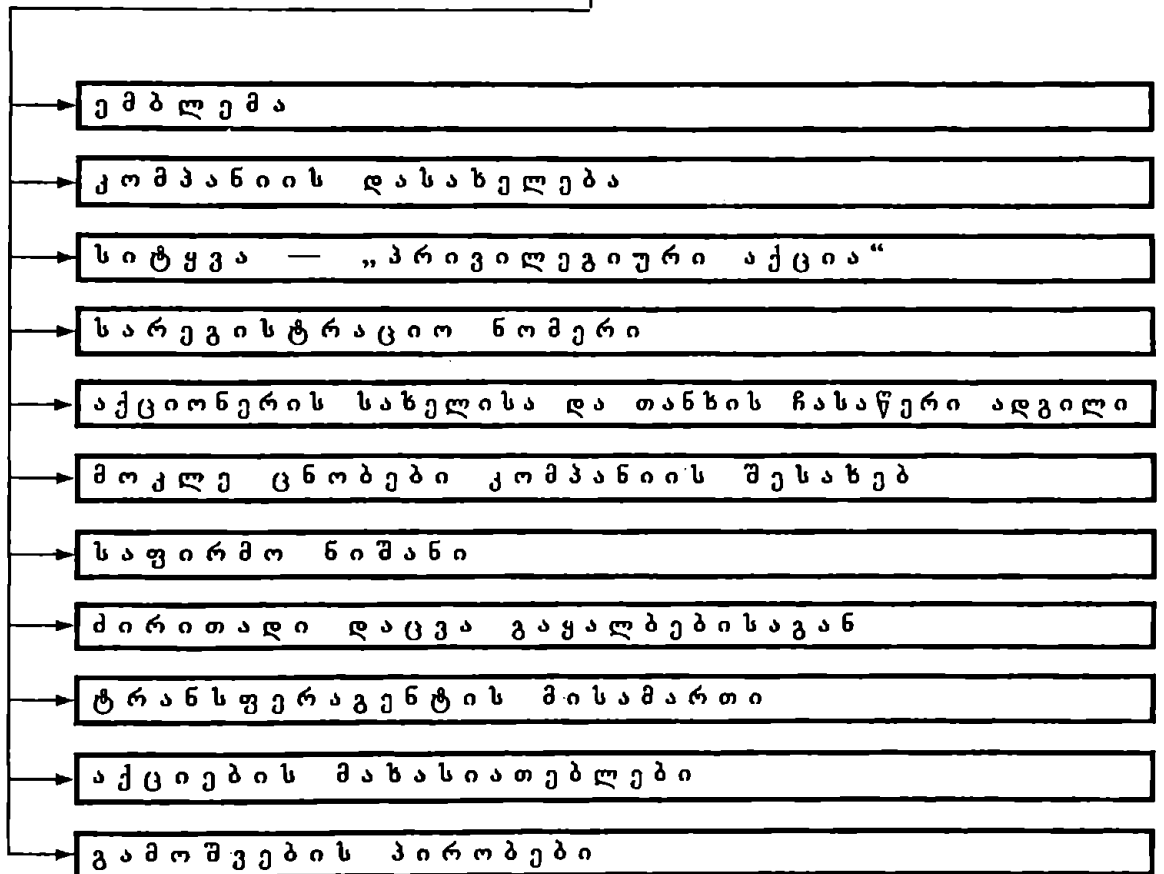 ემბლემა
კომპანიის დასახელება
სიტყვა — „პრივილეგიური აქცია“
სარეგისტრაციო ნომერი
აქციონერის სახელისა და თანხის ჩასაწერი ადგილი
მოკლე ცნობები კომპანიის შესახებ
საფირმო ნიშანი
ძირითადი დაცვა გაყალბებისაგან
ტრანსფერაგენტის მისამართი
აქციების მახასიათებლები
გამოშვების პირობები